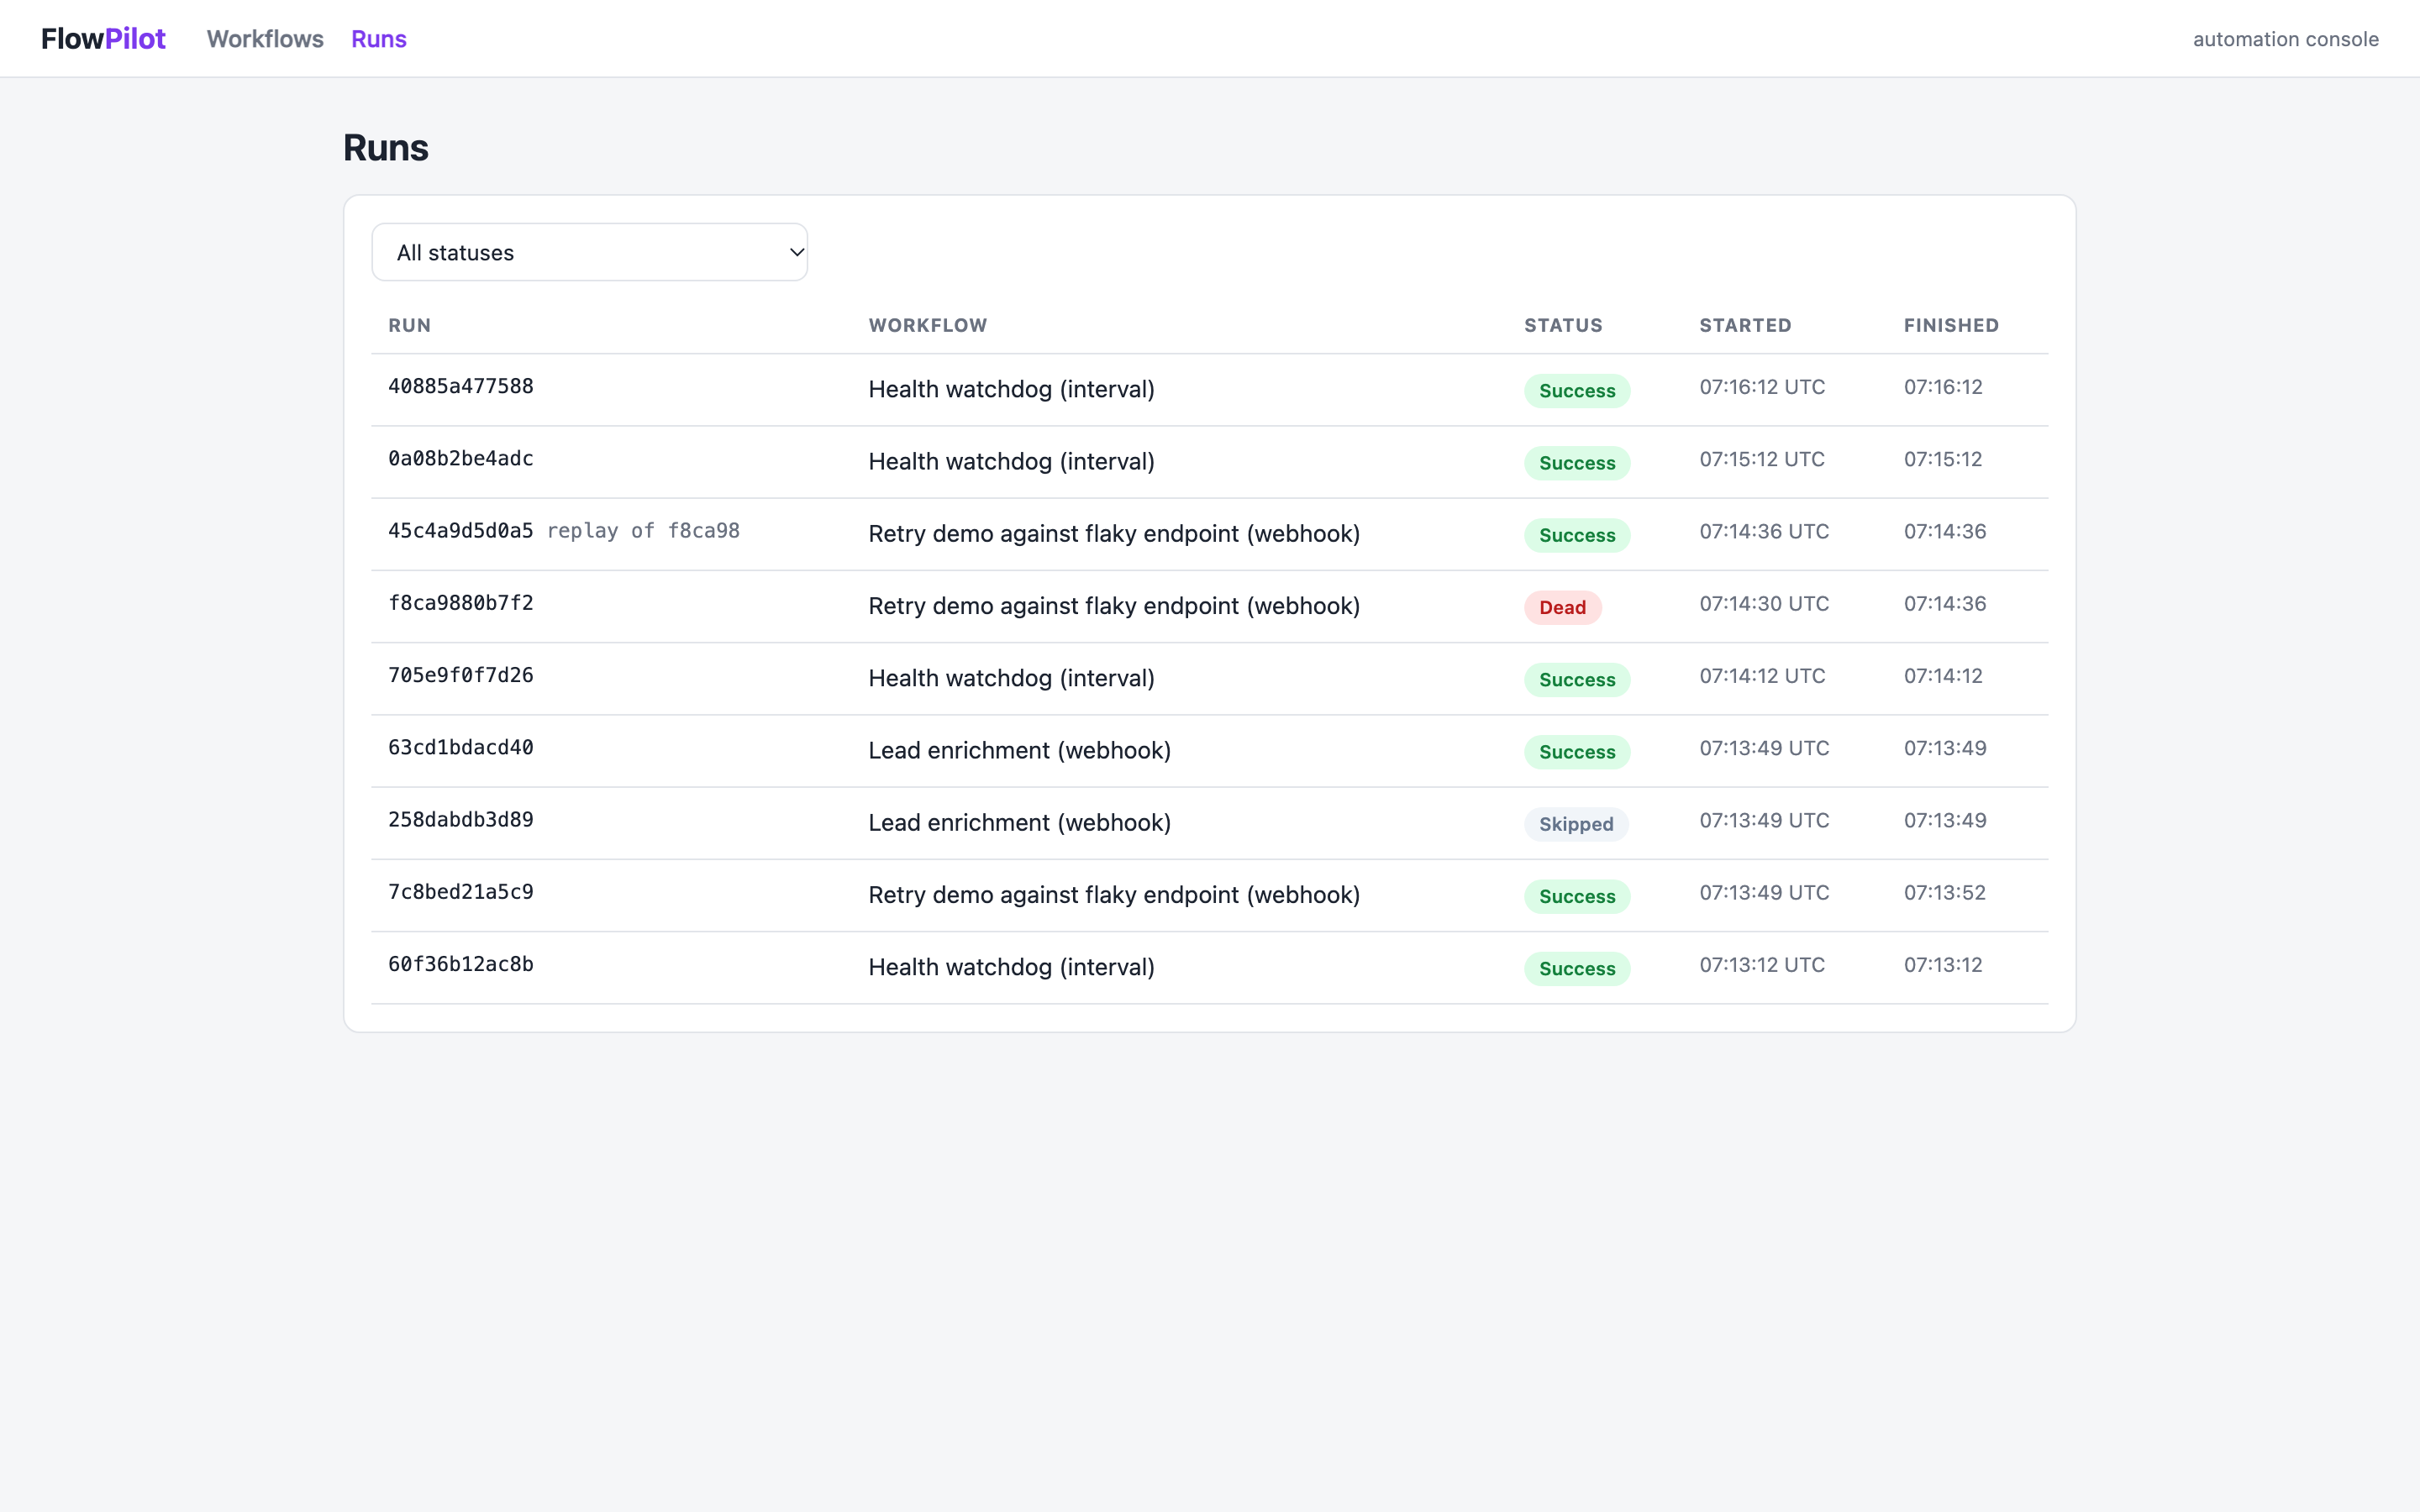 FlowPilot Workflows Runs automation console
Runs
All statuses
RUN WORKFLOW STATUS STARTED FINISHED
40885a477588 Health watchdog (interval) Success 07:16:12 UTC 07:16:12
0a08b2be4adc Health watchdog (interval) Success 07:15:12 UTC 07:15:12
45c4a9d5d0a5 replay of f8ca98 Retry demo against flaky endpoint (webhook) Success 07:14:36 UTC 07:14:36
f8ca9880b7f2 Retry demo against flaky endpoint (webhook) Dead 07:14:30 UTC 07:14:36
705e9f0f7d26 Health watchdog (interval) Success 07:14:12 UTC 07:14:12
63cd1bdacd40 Lead enrichment (webhook) Success 07:13:49 UTC 07:13:49
258dabdb3d89 Lead enrichment (webhook) Skipped 07:13:49 UTC 07:13:49
7c8bed21a5c9 Retry demo against flaky endpoint (webhook) Success 07:13:49 UTC 07:13:52
60f36b12ac8b Health watchdog (interval) Success 07:13:12 UTC 07:13:12